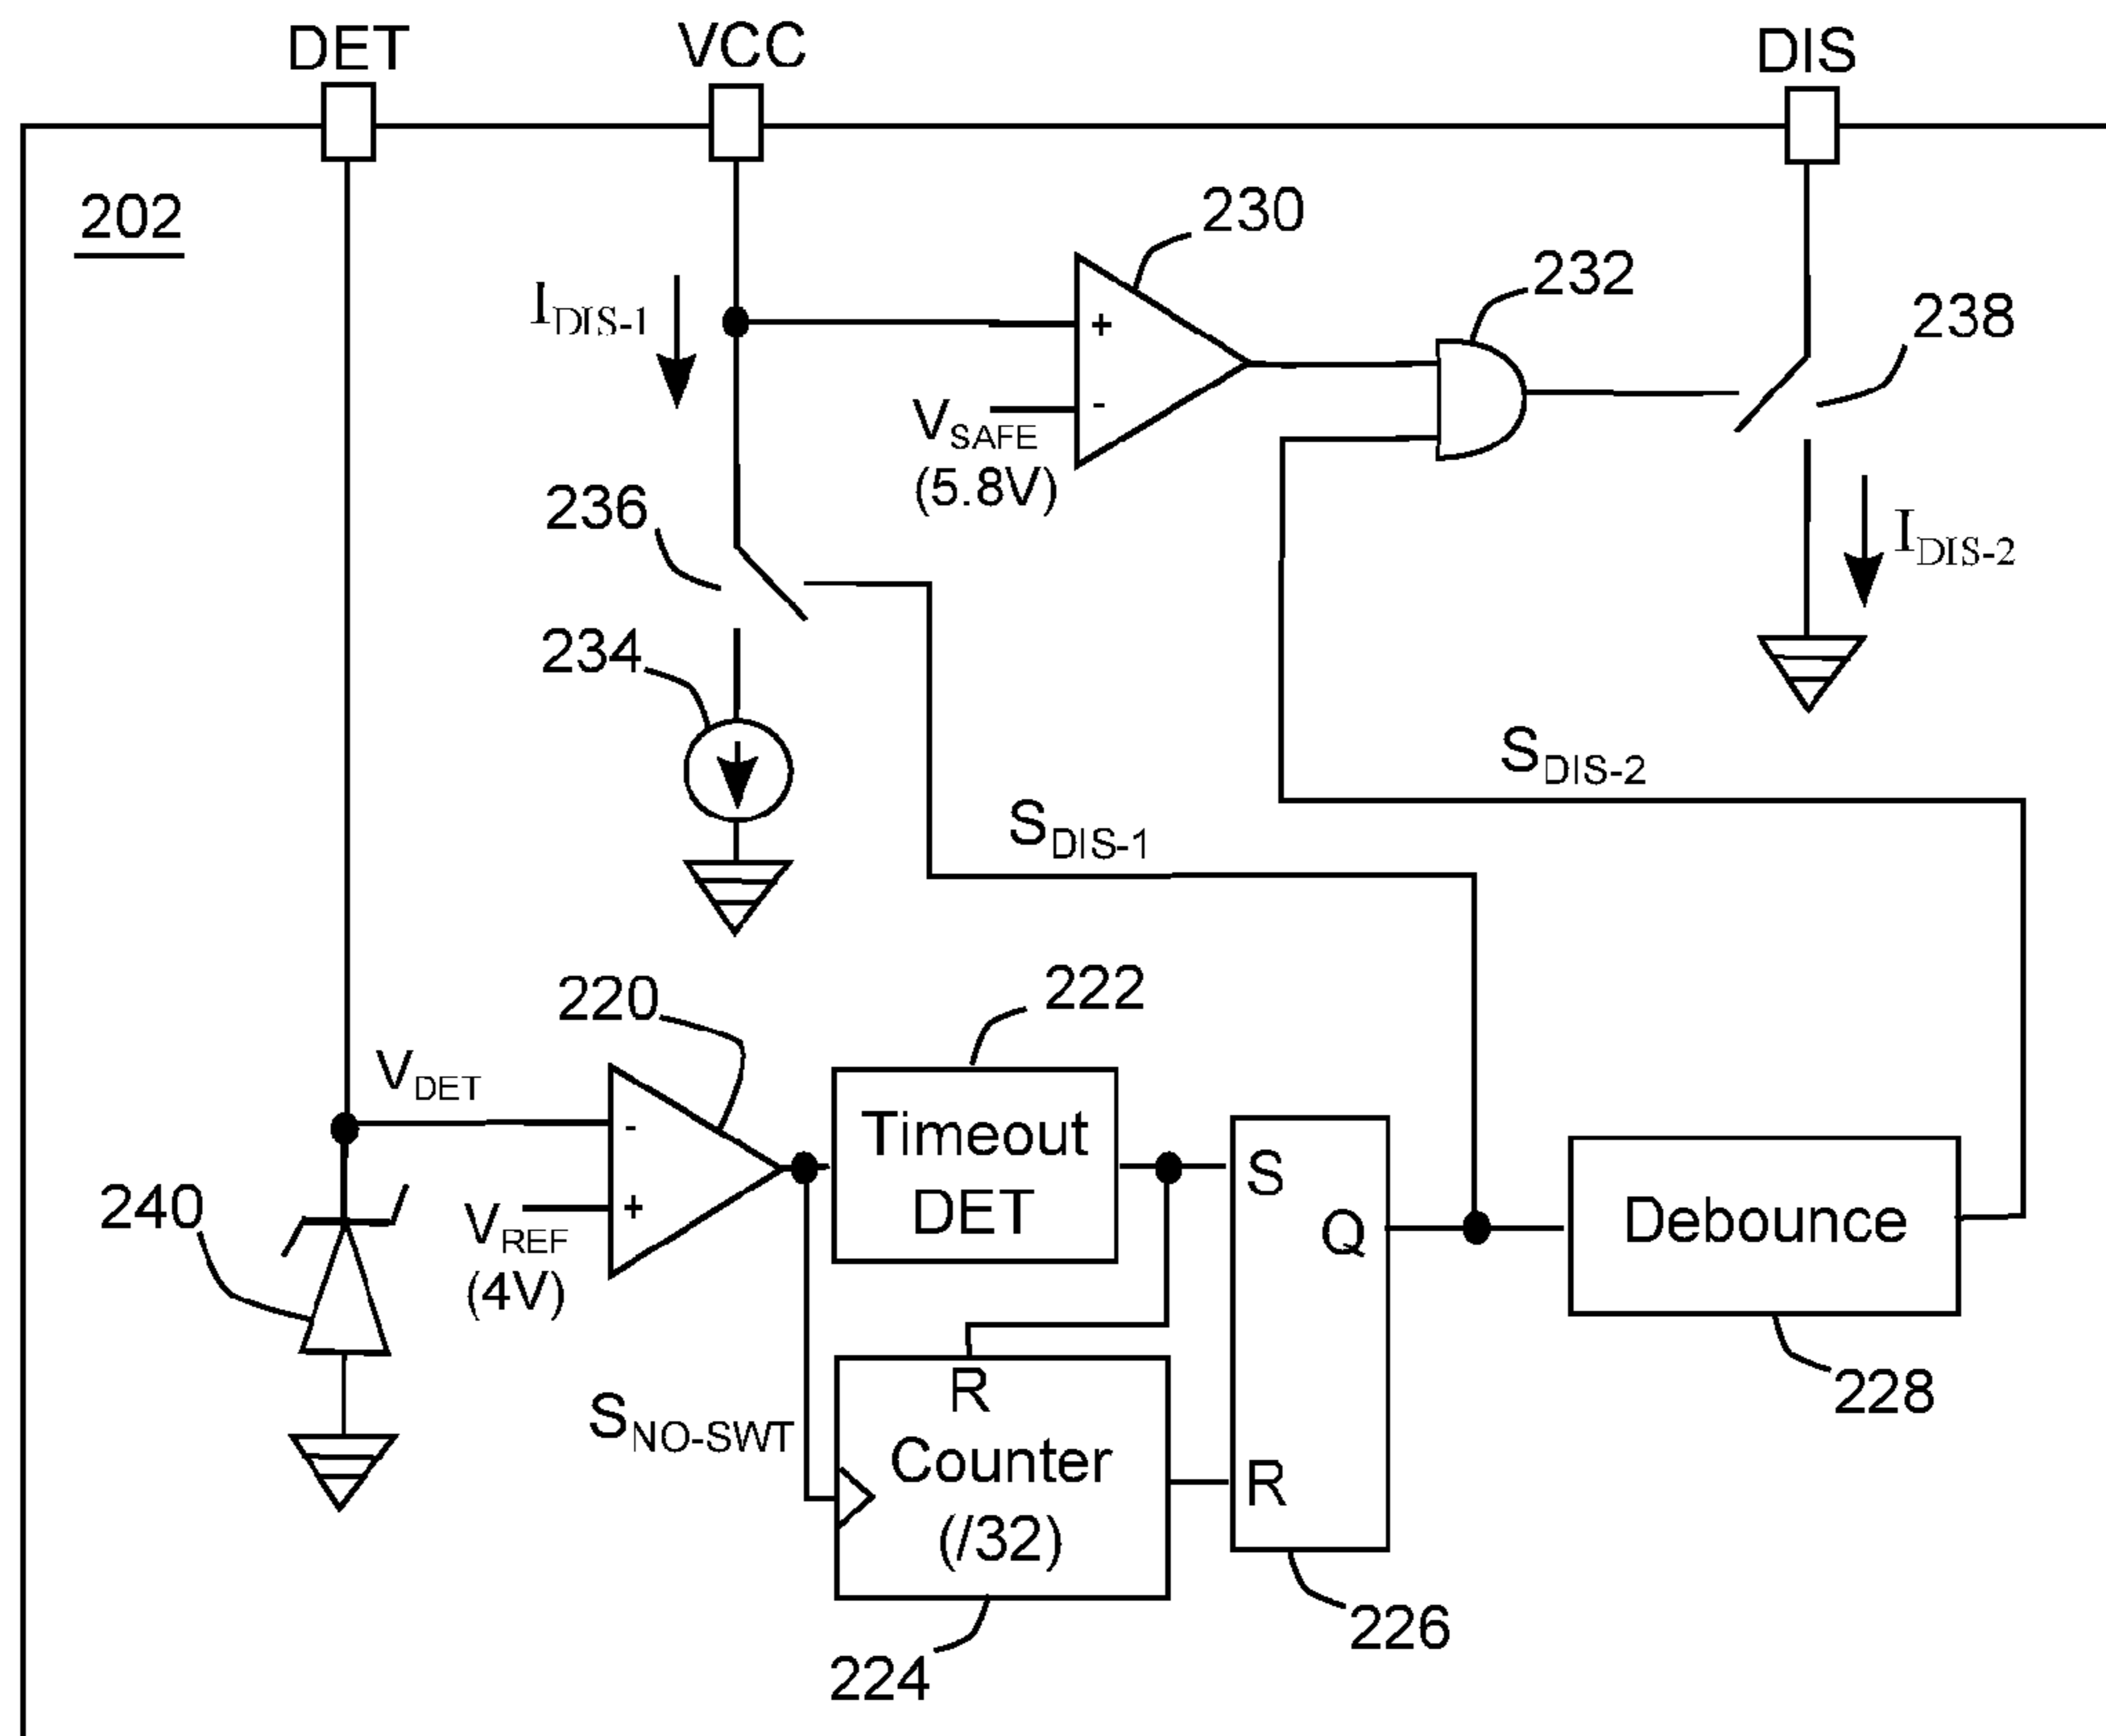 DET
VCC
DIS
202
230
232
238
I_DIS-1
+
-
V_SAFE
(5.8V)
236
I_DIS-2
234
S_DIS-2
S_DIS-1
220
222
V_DET
-
+
Timeout
DET
S
Q
R
Debounce
240
V_REF
(4V)
228
S_NO-SWT
R
Counter
(/32)
226
224